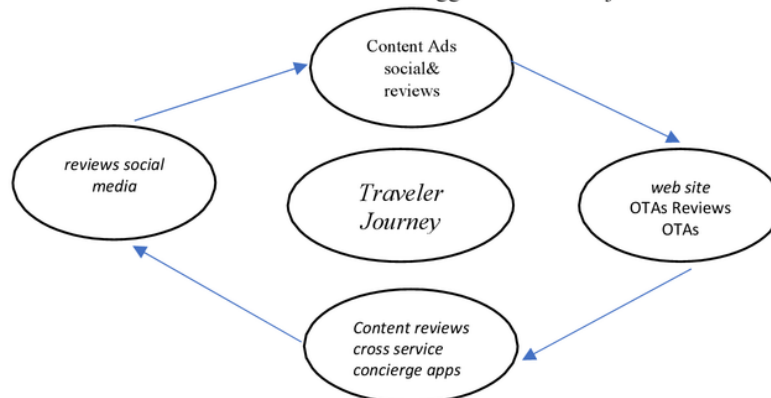 Content Ads
social&
reviews
reviews social
media
Traveler
Journey
web site
OTAs Reviews
OTAs
Content reviews
cross service
concierge apps